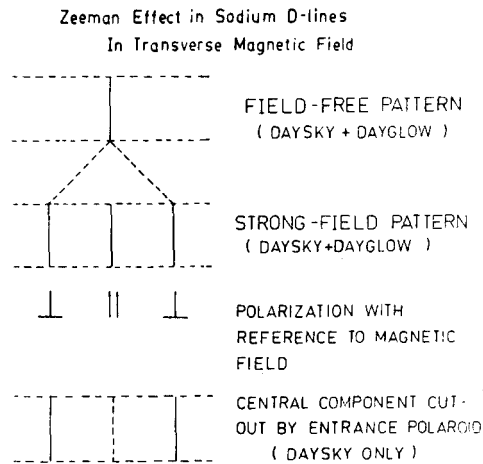 Zeeman Effect in Sodium D-lines
In Transverse Magnetic Field
FIELD-FREE PATTERN
( DAYSKY + DAYGLOW )
STRONG-FIELD PATTERN
( DAYSKY+DAYGLOW )
POLARIZATION WITH
REFERENCE TO MAGNETIC
FIELD
CENTRAL COMPONENT CUT-
OUT BY ENTRANCE POLAROID
( DAYSKY ONLY )